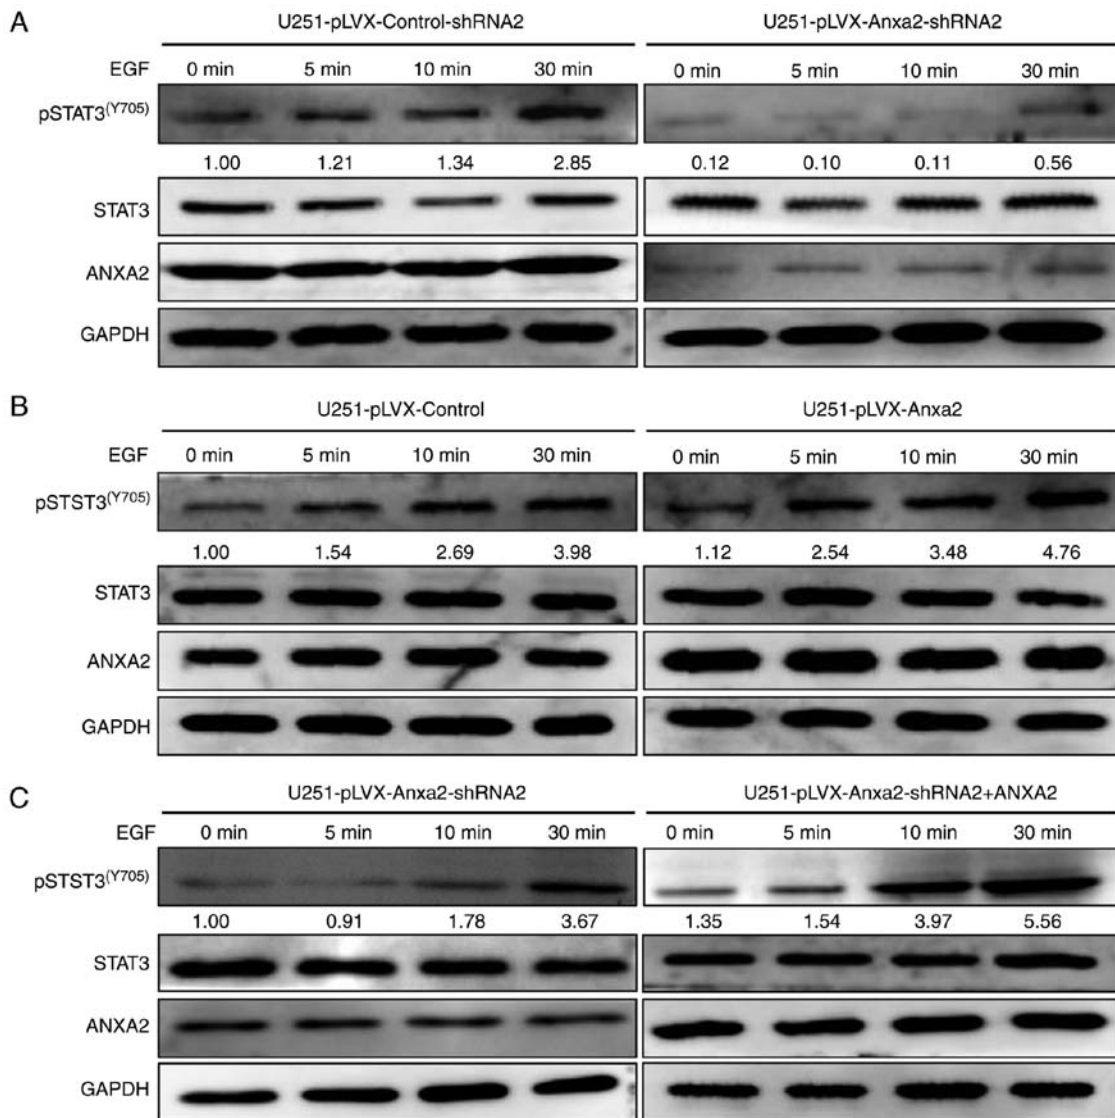 A
U251-pLVX-Control-shRNA2 U251-pLVX-Anxa2-shRNA2
EGF 0 min 5 min 10 min 30 min 0 min 5 min 10 min 30 min
pSTAT3(Y705)
1.00 1.21 1.34 2.85 0.12 0.10 0.11 0.56
STAT3
ANXA2
GAPDH
B
U251-pLVX-Control U251-pLVX-Anxa2
EGF 0 min 5 min 10 min 30 min 0 min 5 min 10 min 30 min
pSTST3(Y705)
1.00 1.54 2.69 3.98 1.12 2.54 3.48 4.76
STAT3
ANXA2
GAPDH
C
U251-pLVX-Anxa2-shRNA2 U251-pLVX-Anxa2-shRNA2+ANXA2
EGF 0 min 5 min 10 min 30 min 0 min 5 min 10 min 30 min
pSTST3(Y705)
1.00 0.91 1.78 3.67 1.35 1.54 3.97 5.56
STAT3
ANXA2
GAPDH